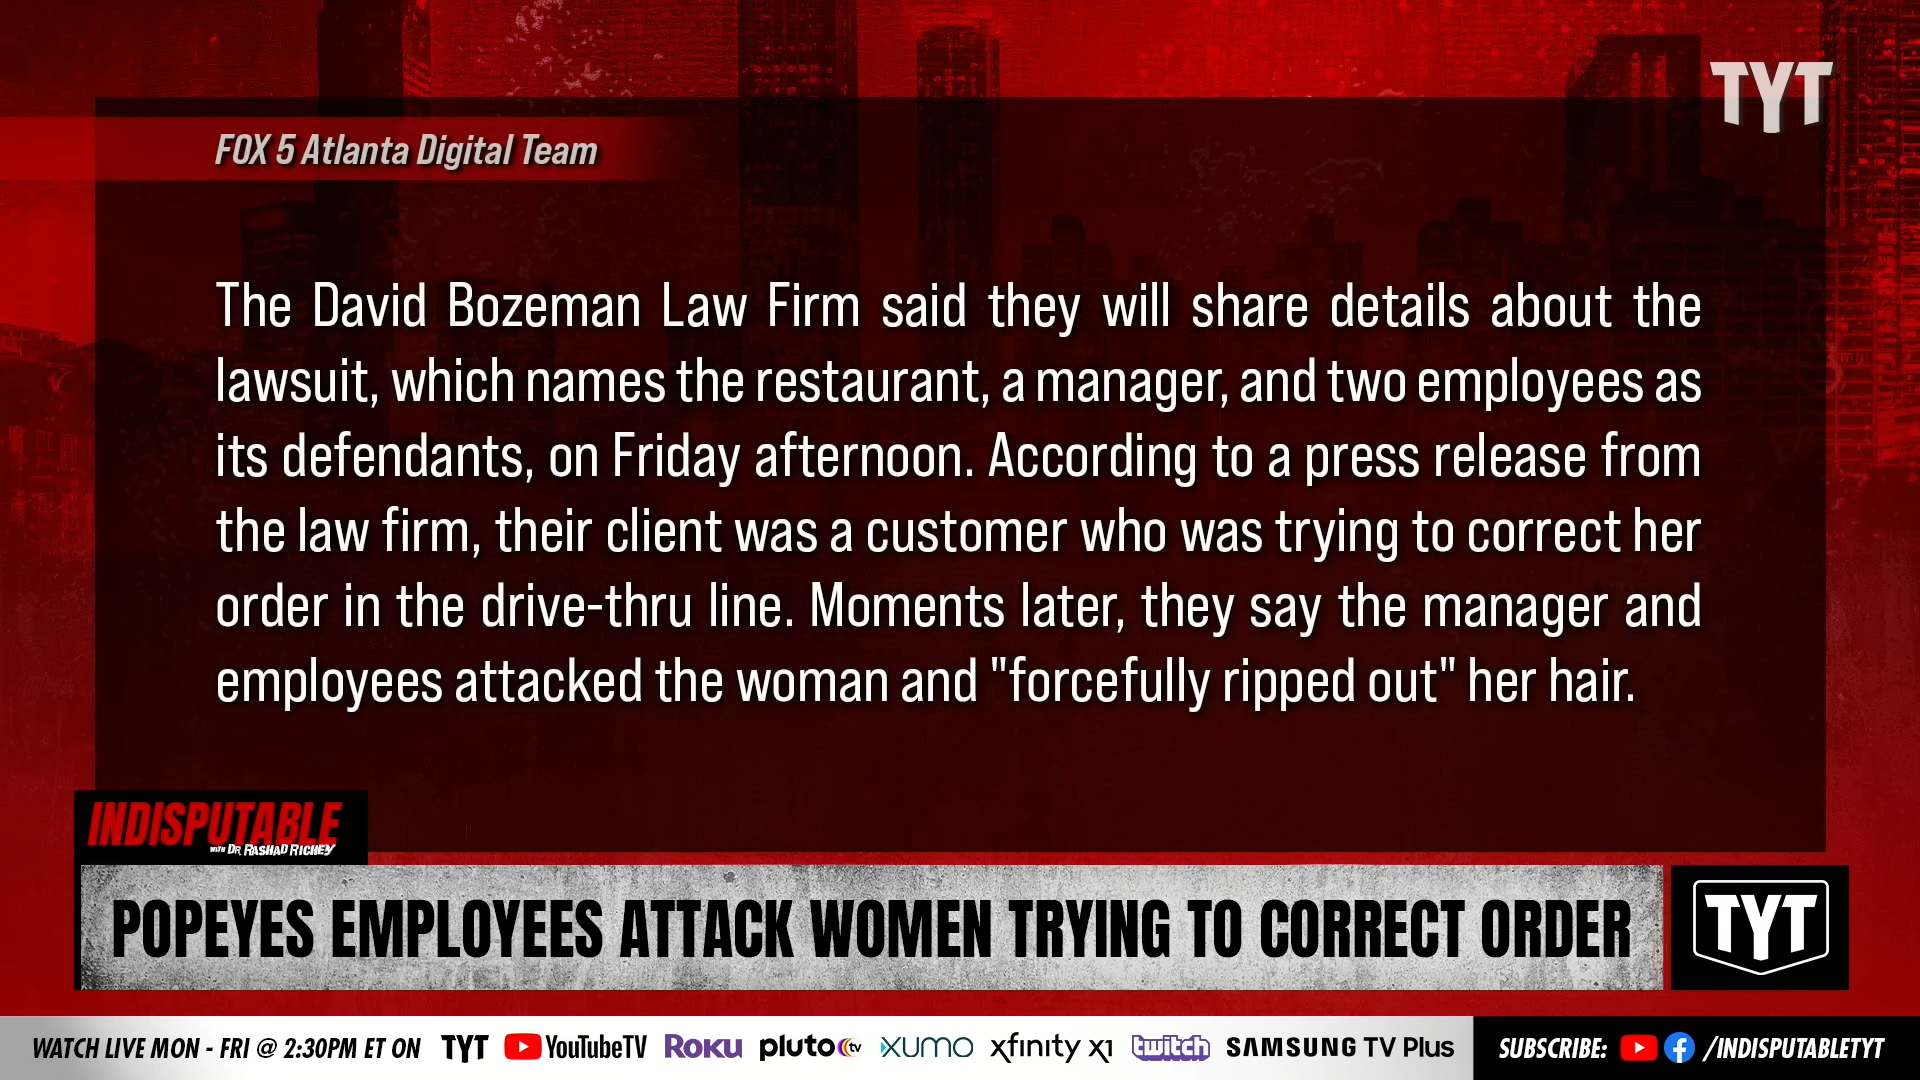 TYT
FOX 5 Atlanta Digital Team
The David Bozeman Law Firm said they will share details about the
lawsuit, which names the restaurant, a manager, and two employees as
its defendants, on Friday afternoon. According to a press release from
the law firm, their client was a customer who was trying to correct her
order in the drive-thru line. Moments later, they say the manager and
employees attacked the woman and "forcefully ripped out" her hair.
INDISPUTABLE
WITH DR RASHAD RICHEY
POPEYES EMPLOYEES ATTACK WOMEN TRYING TO CORRECT ORDER
TYT
WATCH LIVE MON - FRI @ 2:30PM ET ON TYT YouTubeTV ROKU pluto tv XUMO xfinity x1 twitch SAMSUNG TV Plus SUBSCRIBE: /INDISPUTABLETYT